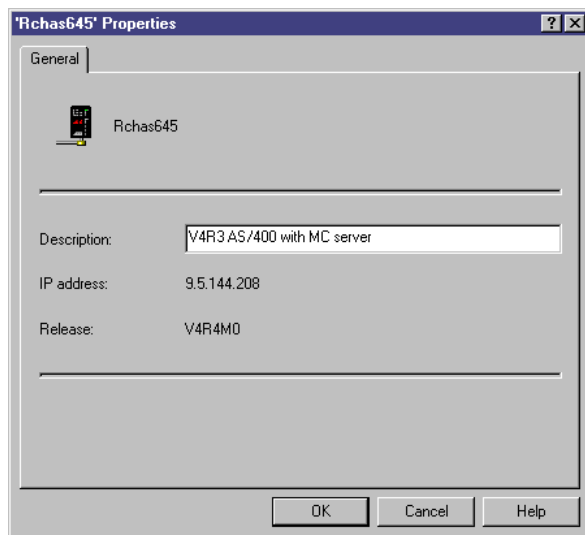 'Rchas645' Properties
General
Rchas645
Description: V4R3 AS/400 with MC server
IP address: 9.5.144.208
Release: V4R4M0
OK Cancel Help